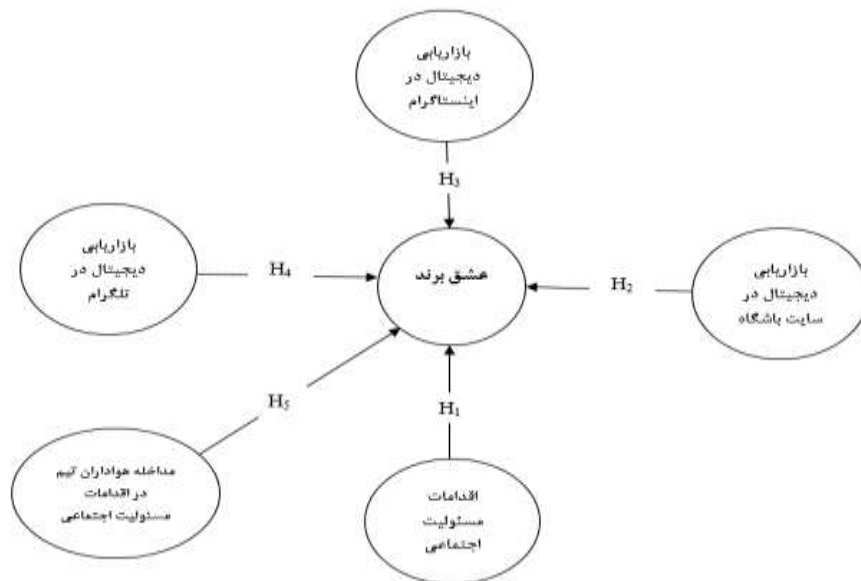 بازاریابی
دیجیتال در
اینستاگرام
H₃
بازاریابی
دیجیتال در
تلگرام
H₄
عشق برند
H₂
بازاریابی
دیجیتال در
سایت باشگاه
H₅
H₁
مداخله هواداران تیم
در اقدامات
مسئولیت اجتماعی
اقدامات
مسئولیت
اجتماعی